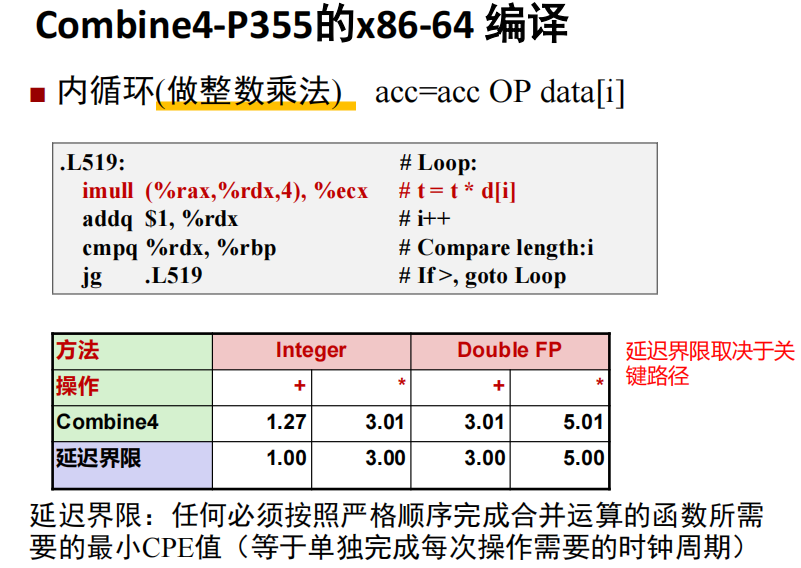 Combine4-P355的x86-64 编译
■ 内循环(做整数乘法) acc=acc OP data[i]
.L519: # Loop:
imull (%rax,%rdx,4), %ecx # t = t * d[i]
addq $1, %rdx # i++
cmpq %rdx, %rbp # Compare length:i
jg .L519 # If >, goto Loop
方法 Integer Double FP
操作 + * + *
Combine4 1.27 3.01 3.01 5.01
延迟界限 1.00 3.00 3.00 5.00
延迟界限取决于关
键路径
延迟界限：任何必须按照严格顺序完成合并运算的函数所需
要的最小CPE值（等于单独完成每次操作需要的时钟周期）